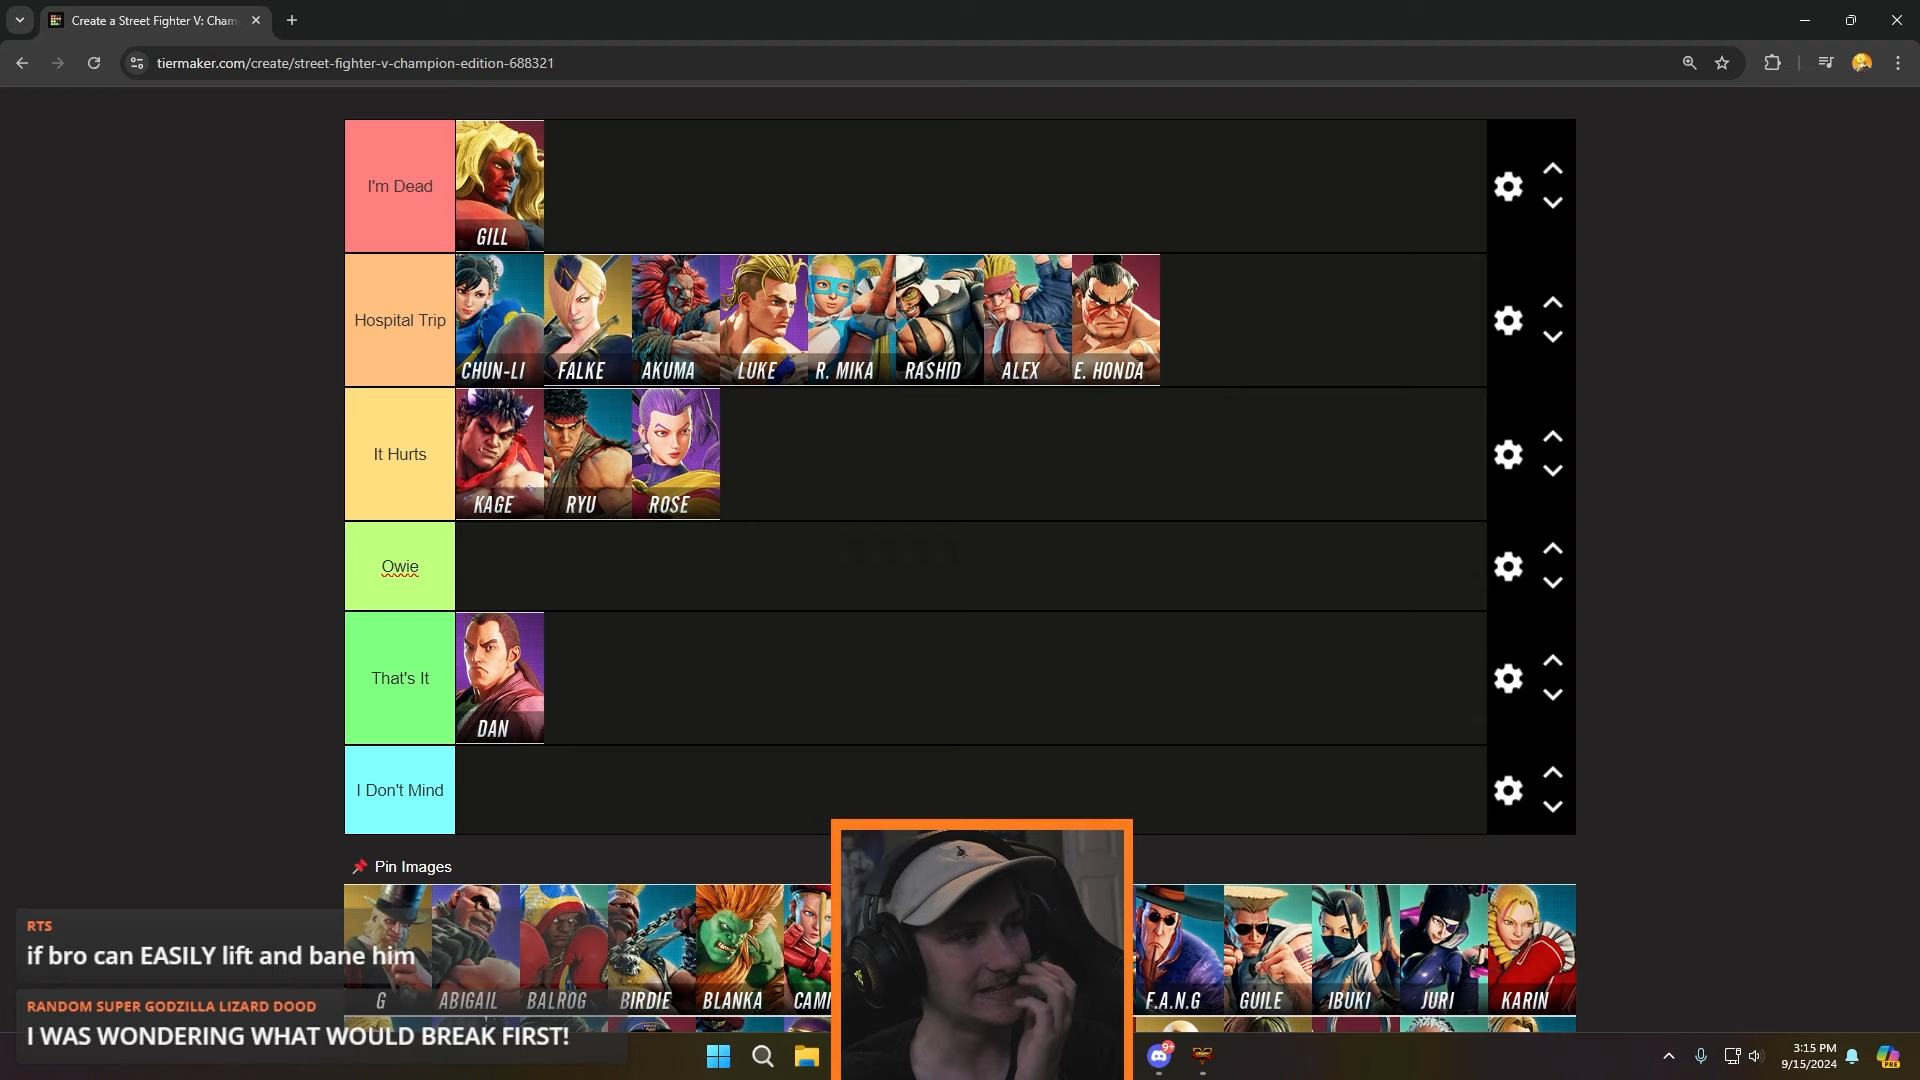 Create a Street Fighter V: Cham
tiermaker.com/create/street-fighter-v-champion-edition-688321
I'm Dead
GILL
Hospital Trip
CHUN-LI
FALKE
AKUMA
LUKE
R. MIKA
RASHID
ALEX
E. HONDA
It Hurts
KAGE
RYU
ROSE
Owie
That's It
DAN
I Don't Mind
Pin Images
G
ABIGAIL
BALROG
BIRDIE
BLANKA
CAMI
F.A.N.G
GUILE
IBUKI
JURI
KARIN
RTS
if bro can EASILY lift and bane him
RANDOM SUPER GODZILLA LIZARD DOOD
I WAS WONDERING WHAT WOULD BREAK FIRST!
9+
3:15 PM
9/15/2024
PRE